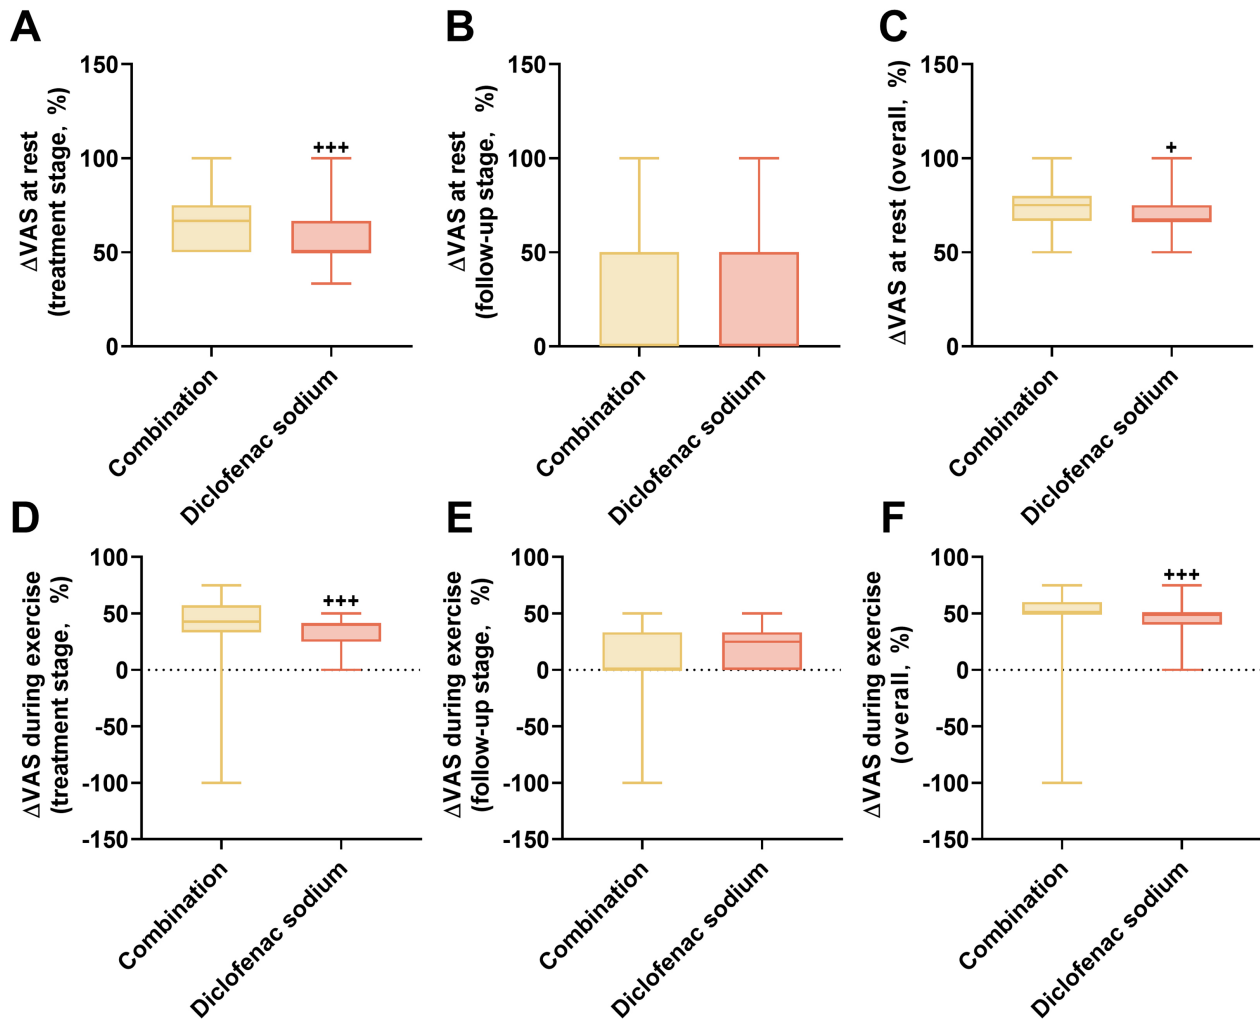 A
ΔVAS at rest
(treatment stage, %)
150
100
50
0
+++
Combination
Diclofenac sodium
B
ΔVAS at rest
(follow-up stage, %)
150
100
50
0
Combination
Diclofenac sodium
C
ΔVAS at rest (overall, %)
150
100
50
0
+
Combination
Diclofenac sodium
D
ΔVAS during exercise
(treatment stage, %)
100
50
0
-50
-100
-150
+++
Combination
Diclofenac sodium
E
ΔVAS during exercise
(follow-up stage, %)
100
50
0
-50
-100
-150
Combination
Diclofenac sodium
F
ΔVAS during exercise
(overall, %)
100
50
0
-50
-100
-150
+++
Combination
Diclofenac sodium